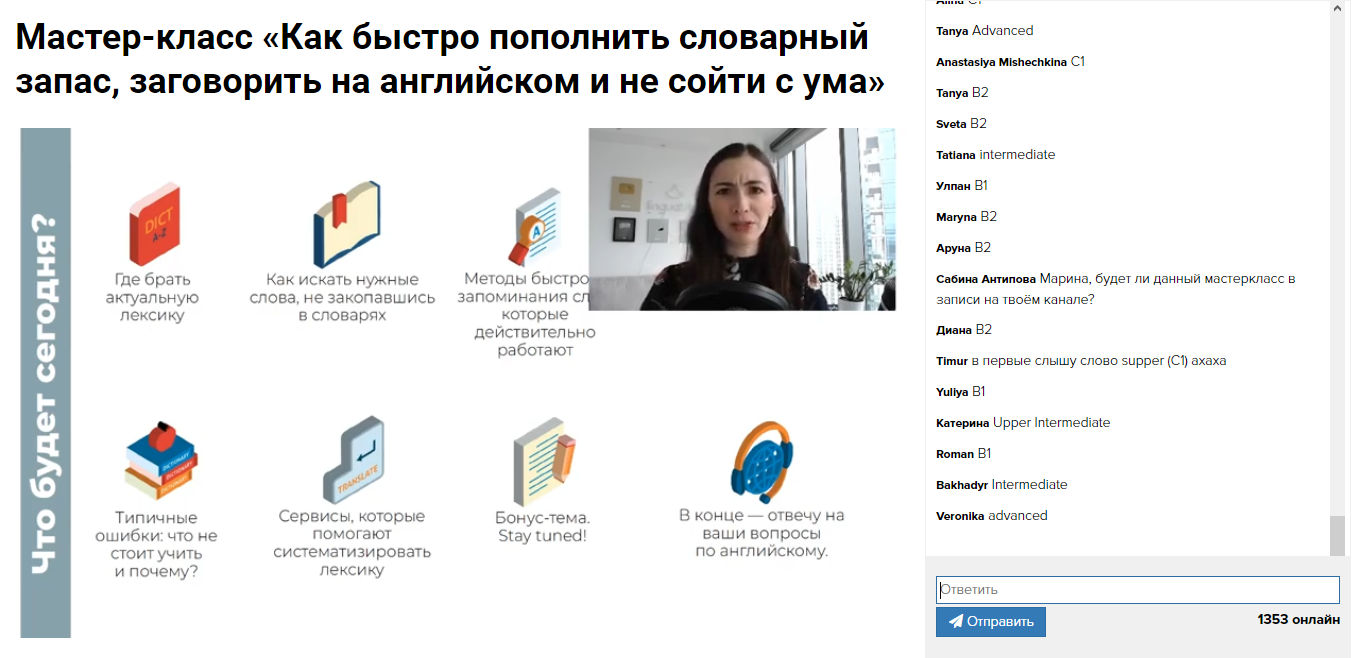 Мастер-класс «Как быстро пополнить словарный
запас, заговорить на английском и не сойти с ума»
Что будет сегодня?
DICT
A-Z
Где брать
актуальную
лексику
Как искать нужные
слова, не закопавшись
в словарях
A
Методы быстро
запоминания сл
которые
действительно
работают
DICTIONARY
DICTIONARY
DICTIONARY
Типичные
ошибки: что не
стоит учить
и почему?
TRANSLATE
Сервисы, которые
помогают
систематизировать
лексику
Бонус-тема.
Stay tuned!
В конце — отвечу на
ваши вопросы
по английскому.
Alina C1
Tanya Advanced
Anastasiya Mishechkina C1
Tanya B2
Sveta B2
Tatiana intermediate
Улпан B1
Maryna B2
Аруна B2
Сабина Антипова Марина, будет ли данный мастеркласс в
записи на твоём канале?
Диана B2
Timur в первые слышу слово supper (C1) ахаха
Yuliya B1
Катерина Upper Intermediate
Roman B1
Bakhadyr Intermediate
Veronika advanced
Ответить
Отправить
1353 онлайн